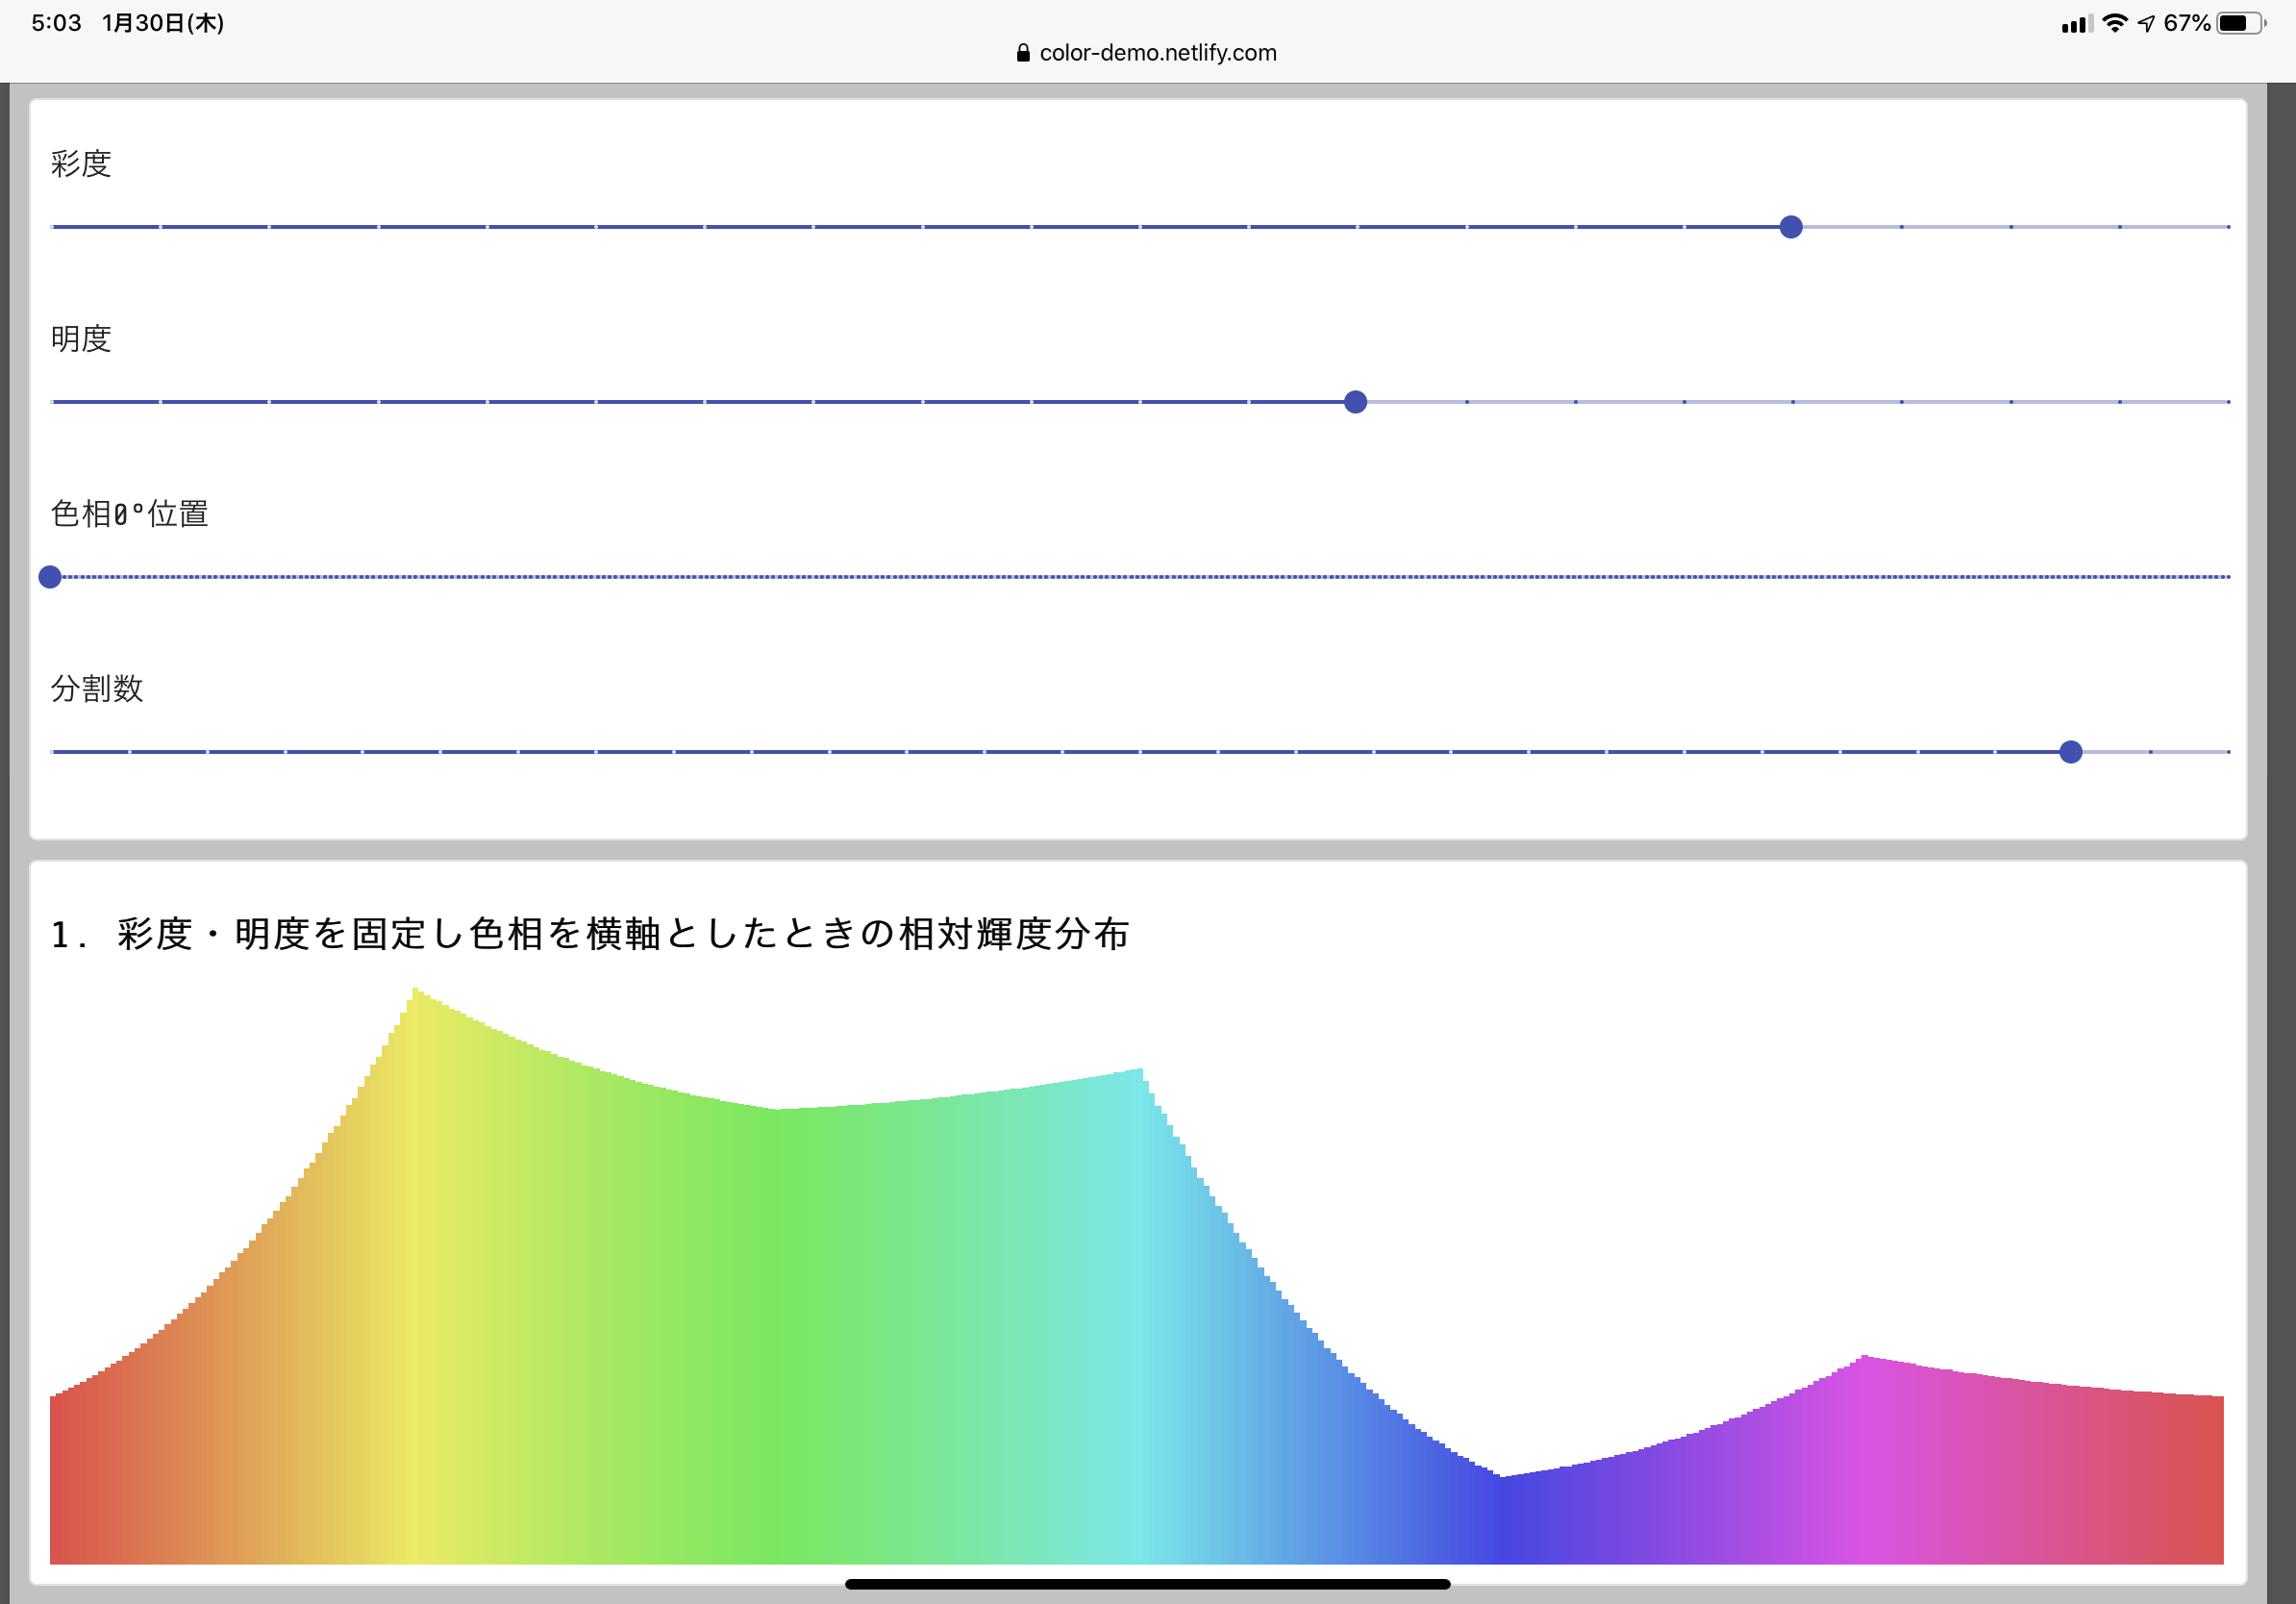 5:03 1月30日(木)
67%
color-demo.netlify.com
彩度
明度
色相0°位置
分割数
1. 彩度・明度を固定し色相を横軸としたときの相対輝度分布